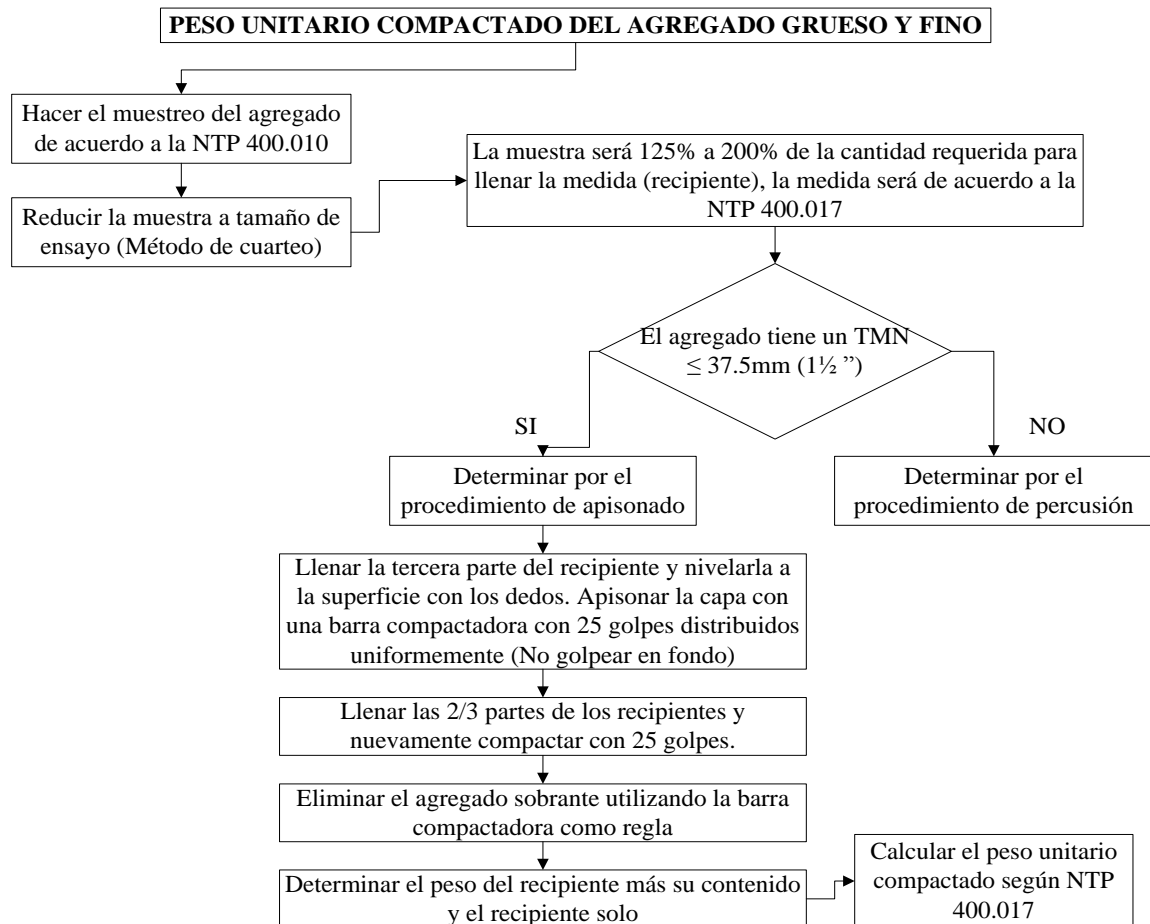 PESO UNITARIO COMPACTADO DEL AGREGADO GRUESO Y FINO
Hacer el muestreo del agregado
de acuerdo a la NTP 400.010
Reducir la muestra a tamaño de
ensayo (Método de cuarteo)
La muestra será 125% a 200% de la cantidad requerida para
llenar la medida (recipiente), la medida será de acuerdo a la
NTP 400.017
El agregado tiene un TMN
≤ 37.5mm (1½ ”)
SI
NO
Determinar por el
procedimiento de apisonado
Determinar por el
procedimiento de percusión
Llenar la tercera parte del recipiente y nivelarla a
la superficie con los dedos. Apisonar la capa con
una barra compactadora con 25 golpes distribuidos
uniformemente (No golpear en fondo)
Llenar las 2/3 partes de los recipientes y
nuevamente compactar con 25 golpes.
Eliminar el agregado sobrante utilizando la barra
compactadora como regla
Determinar el peso del recipiente más su contenido
y el recipiente solo
Calcular el peso unitario
compactado según NTP
400.017